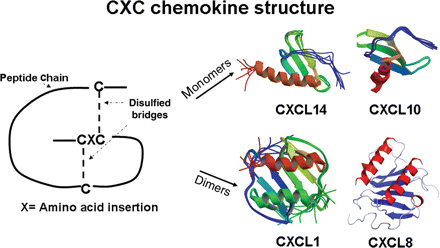 CXC chemokine structure
Peptide chain
C
Disulfied
bridges
CXC
C
X= Amino acid insertion
Monomers
CXCL14
CXCL10
Dimers
CXCL1
CXCL8